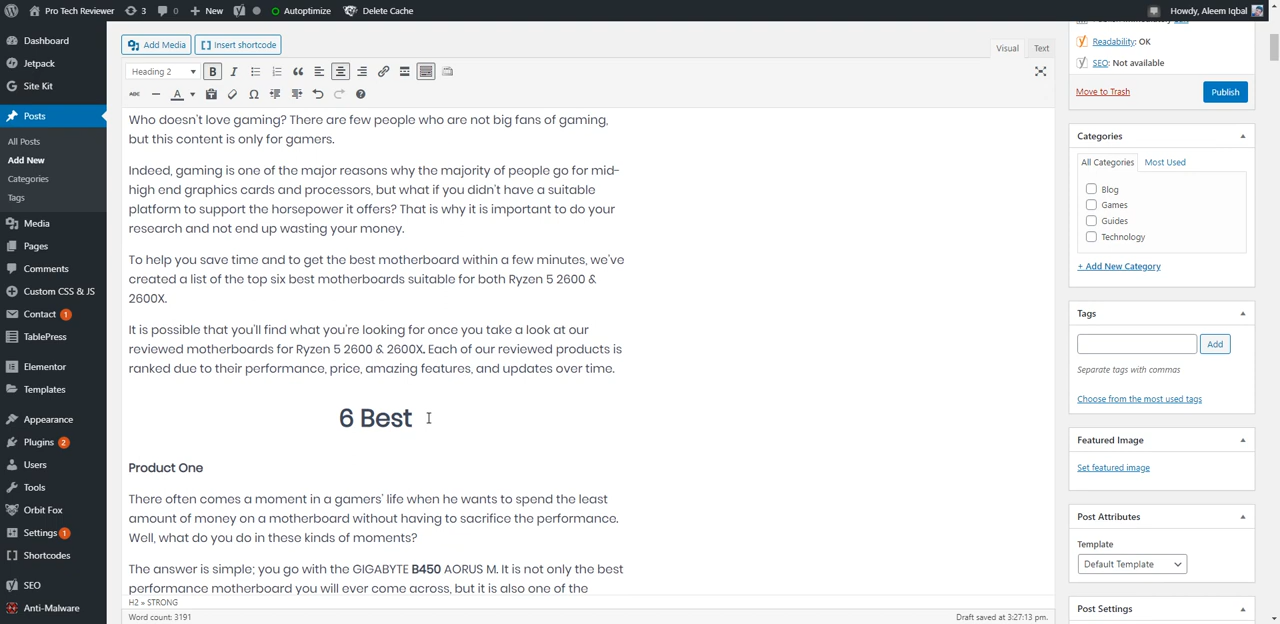 Pro Tech Reviewer 3 0 New Autoptimize Delete Cache Howdy, Aleem Iqbal
Dashboard
Jetpack
Site Kit
Posts
All Posts
Add New
Categories
Tags
Media
Pages
Comments
Custom CSS & JS
Contact 1
TablePress
Elementor
Templates
Appearance
Plugins 2
Users
Tools
Orbit Fox
Settings 1
Shortcodes
SEO
Anti-Malware
Add Media [ ] Insert shortcode
Visual Text
Heading 2 B I
ABC A
Who doesn't love gaming? There are few people who are not big fans of gaming,
but this content is only for gamers.
Indeed, gaming is one of the major reasons why the majority of people go for mid-
high end graphics cards and processors, but what if you didn't have a suitable
platform to support the horsepower it offers? That is why it is important to do your
research and not end up wasting your money.
To help you save time and to get the best motherboard within a few minutes, we've
created a list of the top six best motherboards suitable for both Ryzen 5 2600 &
2600X.
It is possible that you'll find what you're looking for once you take a look at our
reviewed motherboards for Ryzen 5 2600 & 2600X. Each of our reviewed products is
ranked due to their performance, price, amazing features, and updates over time.
6 Best
Product One
There often comes a moment in a gamers' life when he wants to spend the least
amount of money on a motherboard without having to sacrifice the performance.
Well, what do you do in these kinds of moments?
The answer is simple; you go with the GIGABYTE B450 AORUS M. It is not only the best
performance motherboard you will ever come across, but it is also one of the
H2 » STRONG
Word count: 3191 Draft saved at 3:27:13 pm.
Readability: OK
SEO: Not available
Move to Trash Publish
Categories
All Categories Most Used
Blog
Games
Guides
Technology
+ Add New Category
Tags
Add
Separate tags with commas
Choose from the most used tags
Featured Image
Set featured image
Post Attributes
Template
Default Template
Post Settings